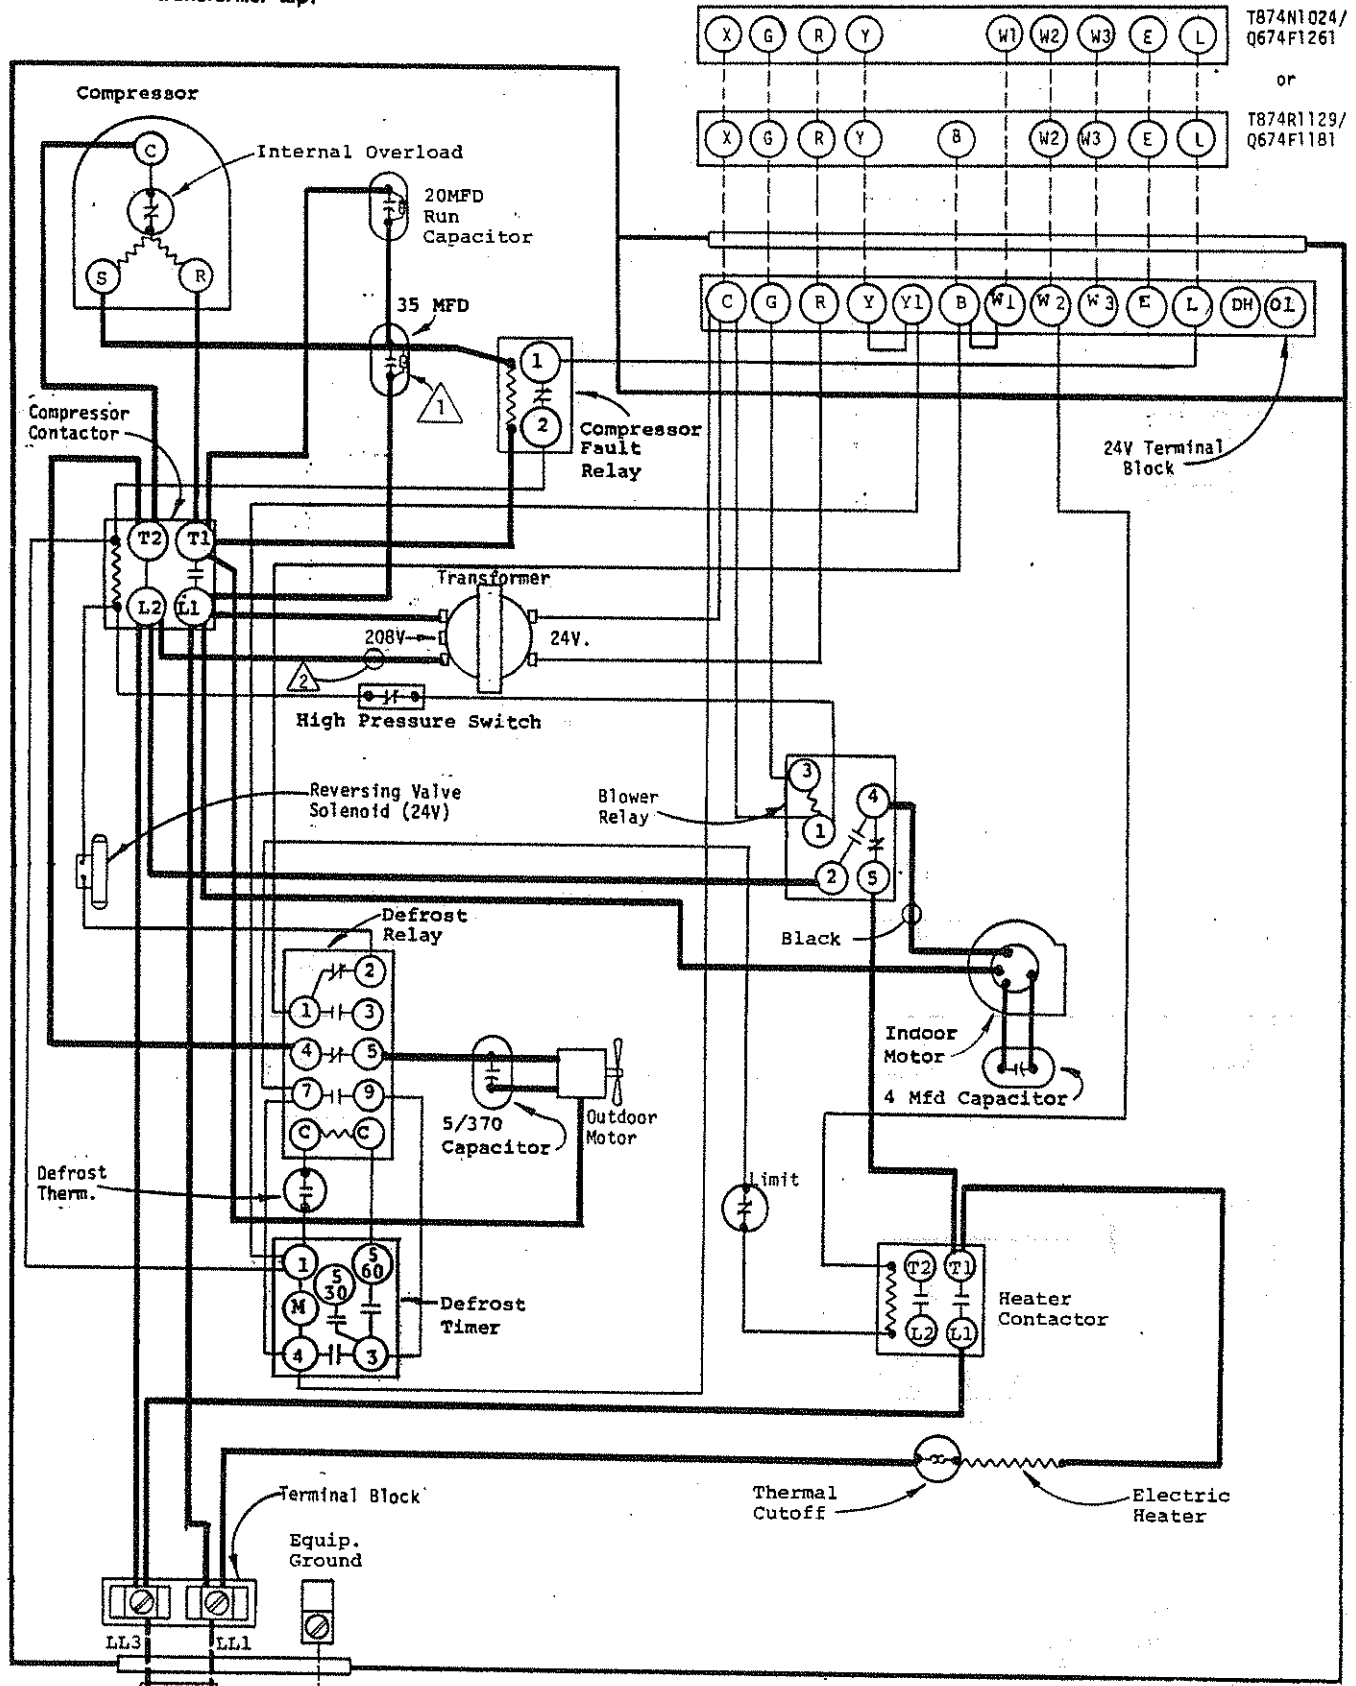 Transformer tap.
X G R Y W1 W2 W3 E L
T874N1024/
Q674F1261
or
X G R Y B W2 W3 E L
T874R1129/
Q674F1181
Compressor
C
Internal Overload
S R
20MFD
Run
Capacitor
35 MFD
1
C G R Y Y1 B W1 W2 W3 E L DH O1
1
2
Compressor
Fault
Relay
24V Terminal
Block
Compressor
Contactor
T2 T1
L2 L1
Transformer
208V
24V.
2
High Pressure Switch
Reversing Valve
Solenoid (24V)
Blower
Relay
3
4
1
2 5
Black
Defrost
Relay
2
1 3
4 5
7 9
C C
Indoor
Motor
4 Mfd Capacitor
5/370
Capacitor
Outdoor
Motor
Defrost
Therm.
Limit
1
S
30
S
60
M
4 3
Defrost
Timer
T2 T1
L2 L1
Heater
Contactor
Thermal
Cutoff
Electric
Heater
Terminal Block
Equip.
Ground
LL3 LL1